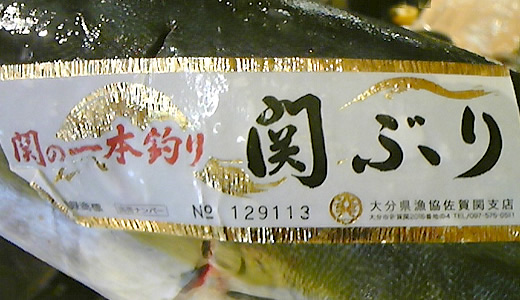 関の一本釣り
関ぶり
№ 129113
大分県漁協佐賀関支店